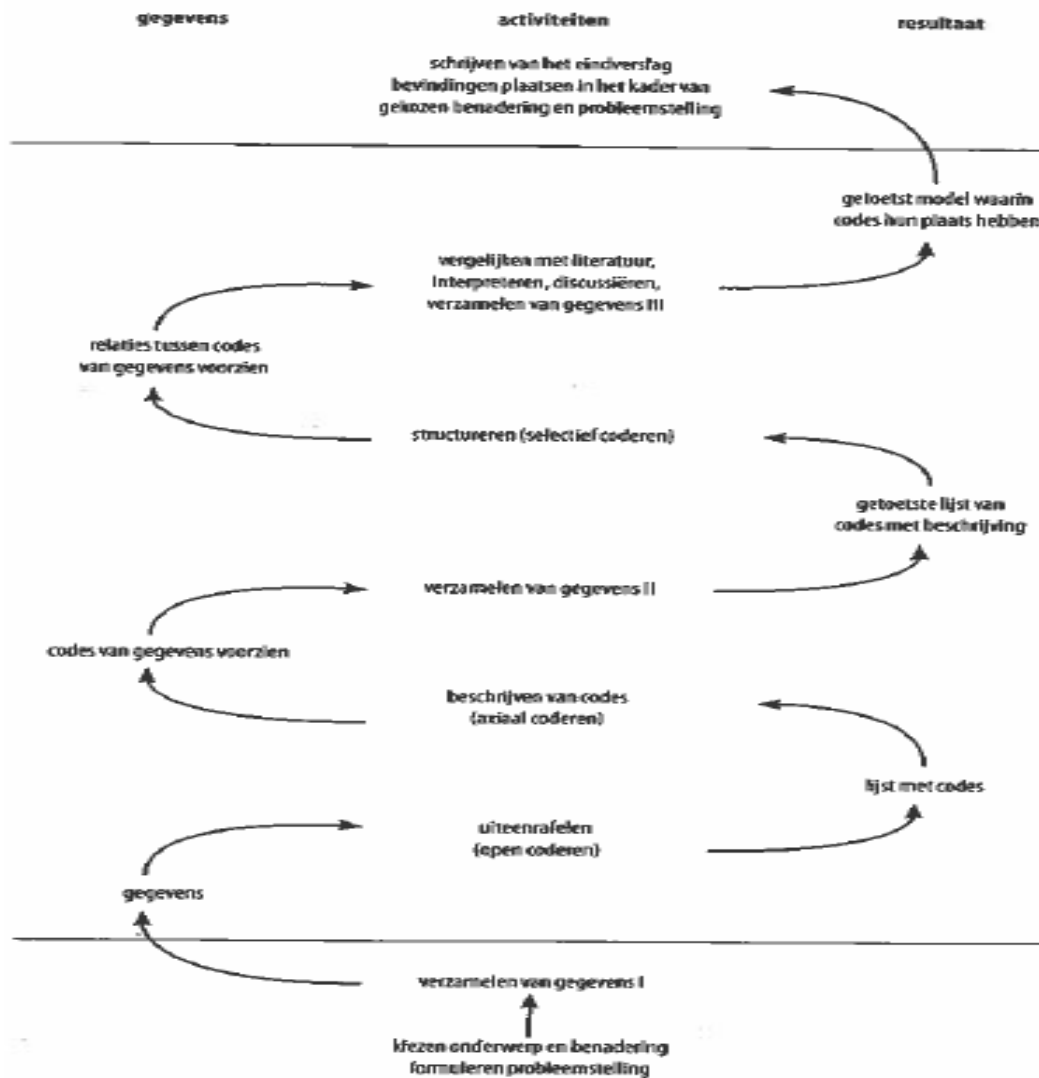 gegevens
activiteiten
resultaat
schrijven van het eindverslag
bevindingen plaatsen in het kader van
gekozen benadering en probleemstelling
getoetst model waarin
codes hun plaats hebben
vergelijken met literatuur,
interpreteren, discussiëren,
verzamelen van gegevens III
relaties tussen codes
van gegevens voorzien
structureren (selectief coderen)
getoetste lijst van
codes met beschrijving
verzamelen van gegevens II
codes van gegevens voorzien
beschrijven van codes
(axiaal coderen)
lijst met codes
uiteenrafelen
(open coderen)
gegevens
verzamelen van gegevens I
kiezen onderwerp en benadering
formuleren probleemstelling